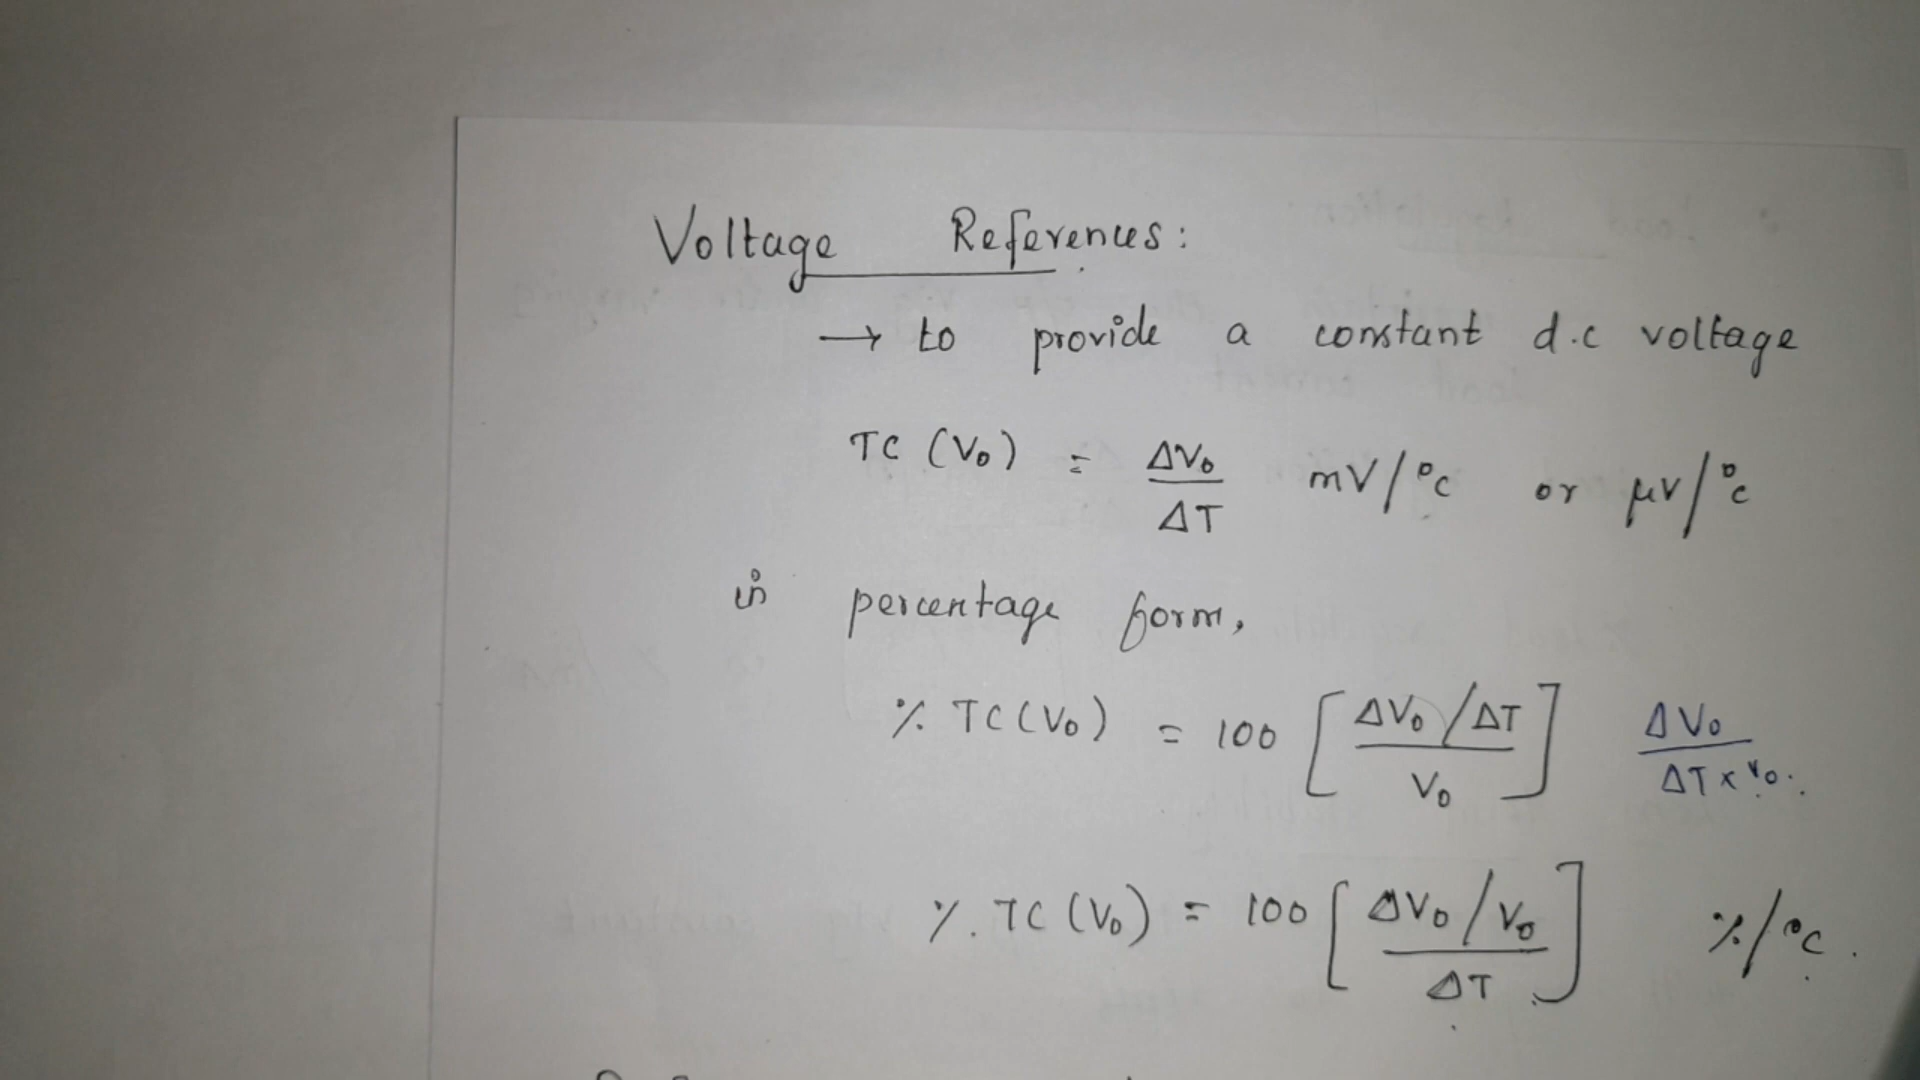 Voltage References:
→ to provide a constant d.c voltage
TC (V₀) = ΔV₀ / ΔT mV/°C or μV/°C
in percentage form,
% TC (V₀) = 100 [ (ΔV₀/ΔT) / V₀ ] ΔV₀ / (ΔT × V₀).
%. TC (V₀) = 100 [ (ΔV₀/V₀) / ΔT ] %/°C.